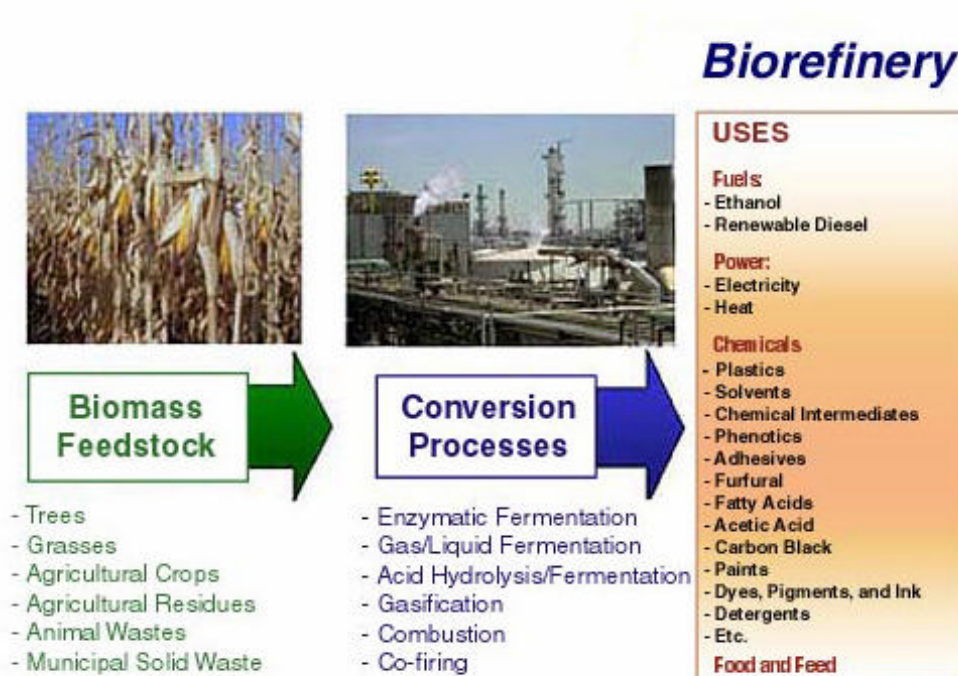 Biorefinery
Biomass
Feedstock
- Trees
- Grasses
- Agricultural Crops
- Agricultural Residues
- Animal Wastes
- Municipal Solid Waste
Conversion
Processes
- Enzymatic Fermentation
- Gas/Liquid Fermentation
- Acid Hydrolysis/Fermentation
- Gasification
- Combustion
- Co-firing
USES
Fuels:
- Ethanol
- Renewable Diesel
Power:
- Electricity
- Heat
Chemicals
- Plastics
- Solvents
- Chemical Intermediates
- Phenotics
- Adhesives
- Furfural
- Fatty Acids
- Acetic Acid
- Carbon Black
- Paints
- Dyes, Pigments, and Ink
- Detergents
- Etc.
Food and Feed